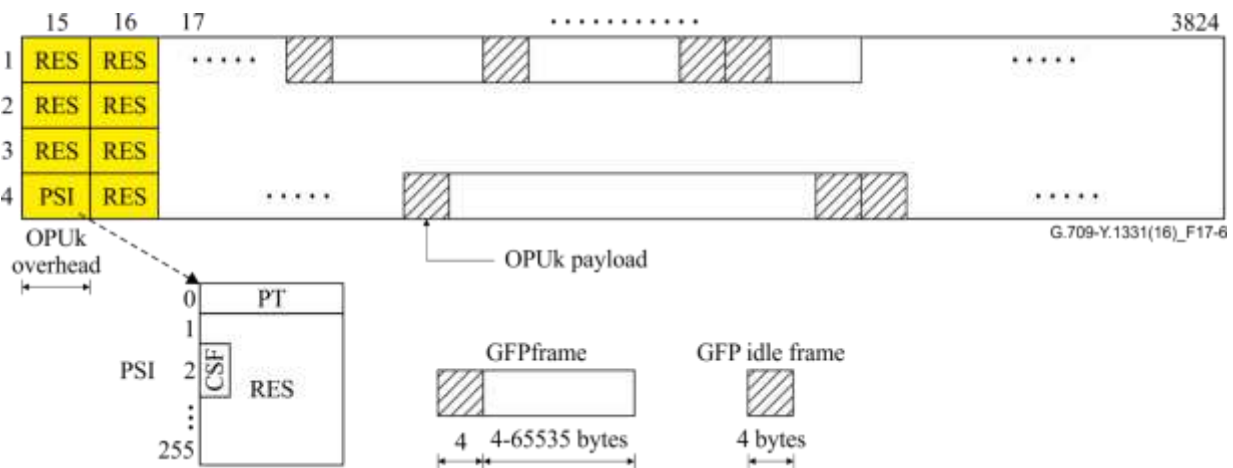 15 16 17 ........... 3824
1 RES RES ..... .....
2 RES RES
3 RES RES
4 PSI RES ..... .....
G.709-Y.1331(16)_F17-6
OPUk
overhead
OPUk payload
0 PT
1
PSI 2 CSF RES
255
GFPframe
4 4-65535 bytes
GFP idle frame
4 bytes